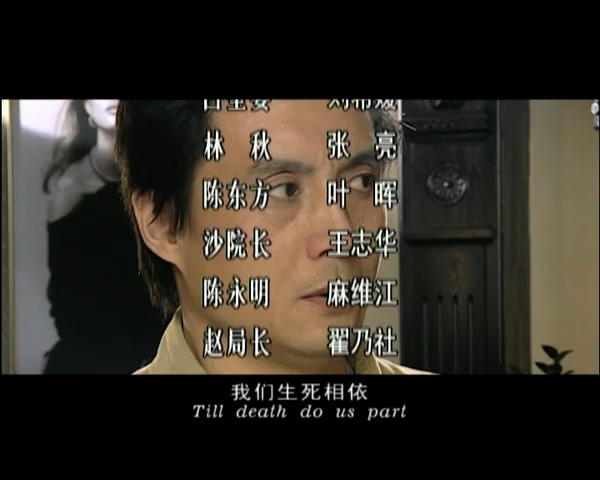 林 秋 张 亮
陈东方 叶 晖
沙院长 王志华
陈永明 麻维江
赵局长 翟乃社
我们生死相依
Till death do us part